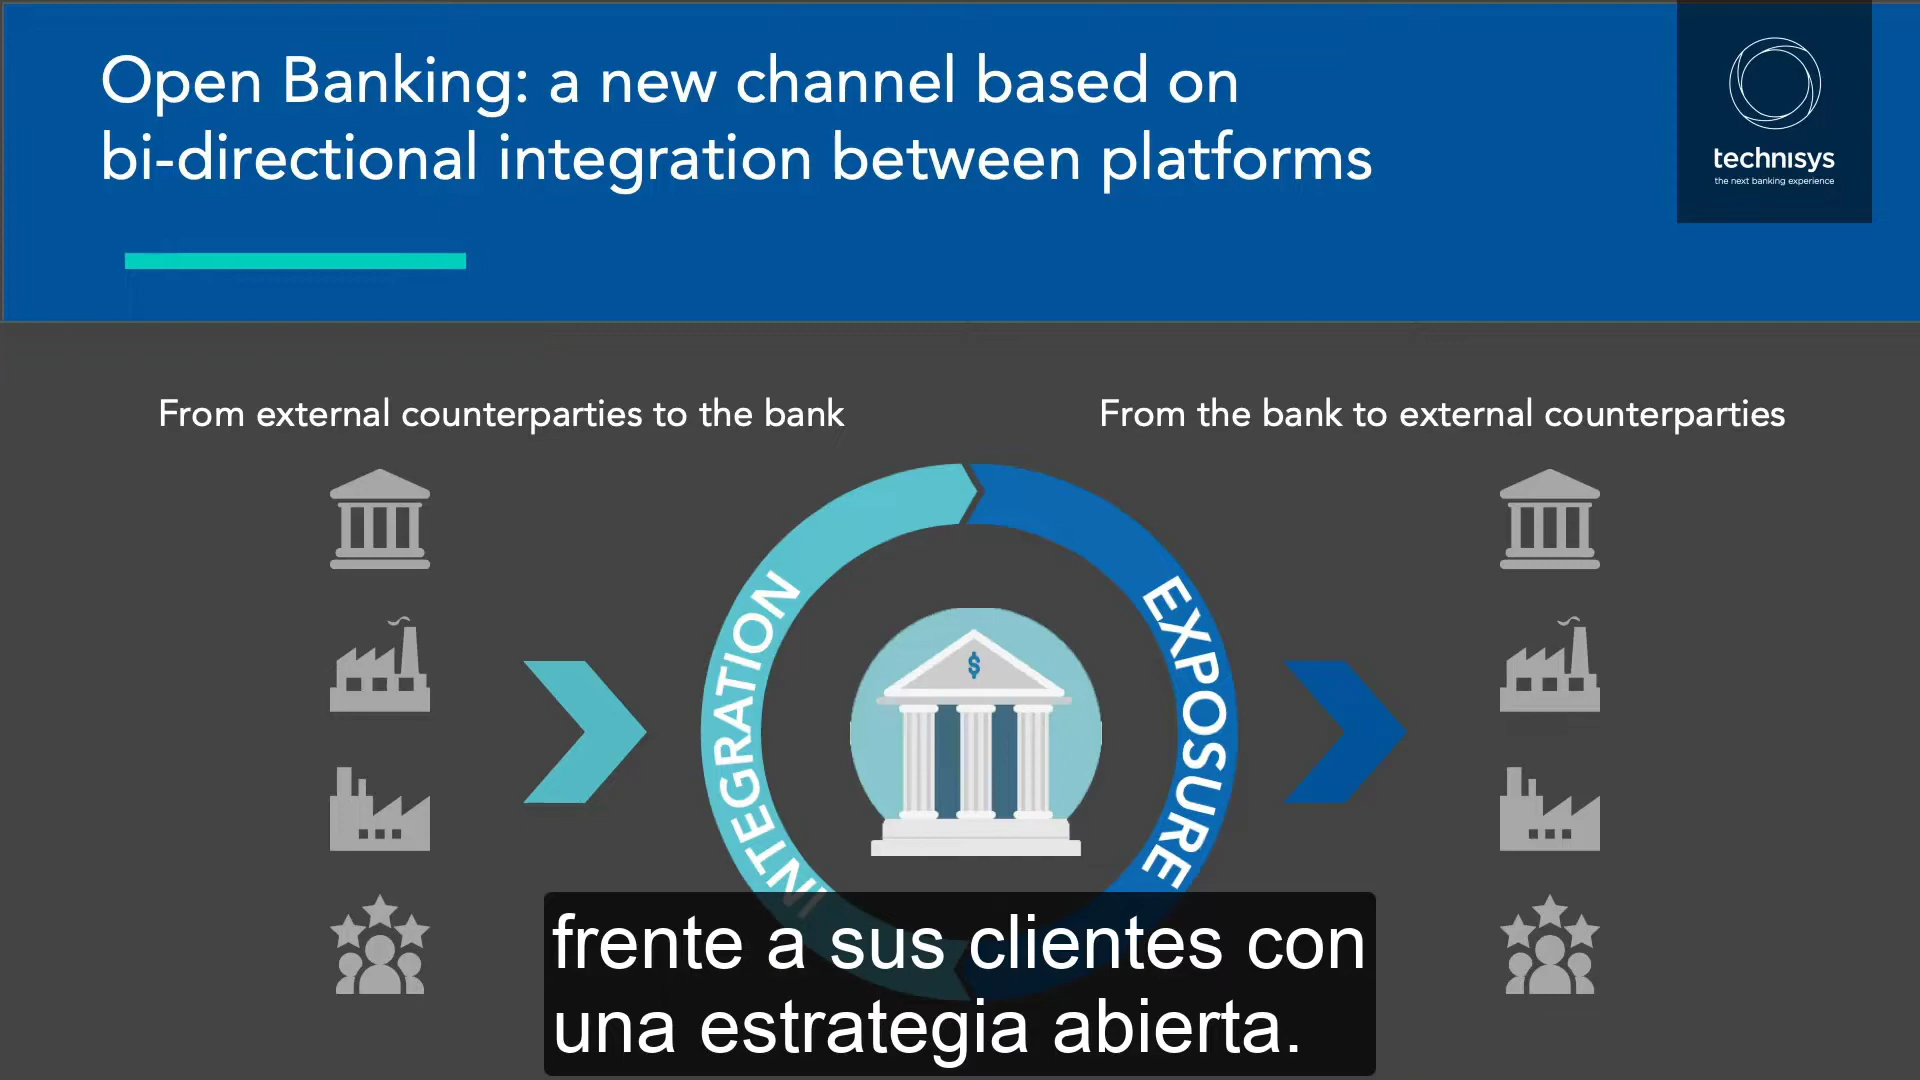 Open Banking: a new channel based on
bi-directional integration between platforms
technısys
the next banking experience
From external counterparties to the bank
From the bank to external counterparties
INTEGRATION
$
EXPOSURE
frente a sus clientes con
una estrategia abierta.